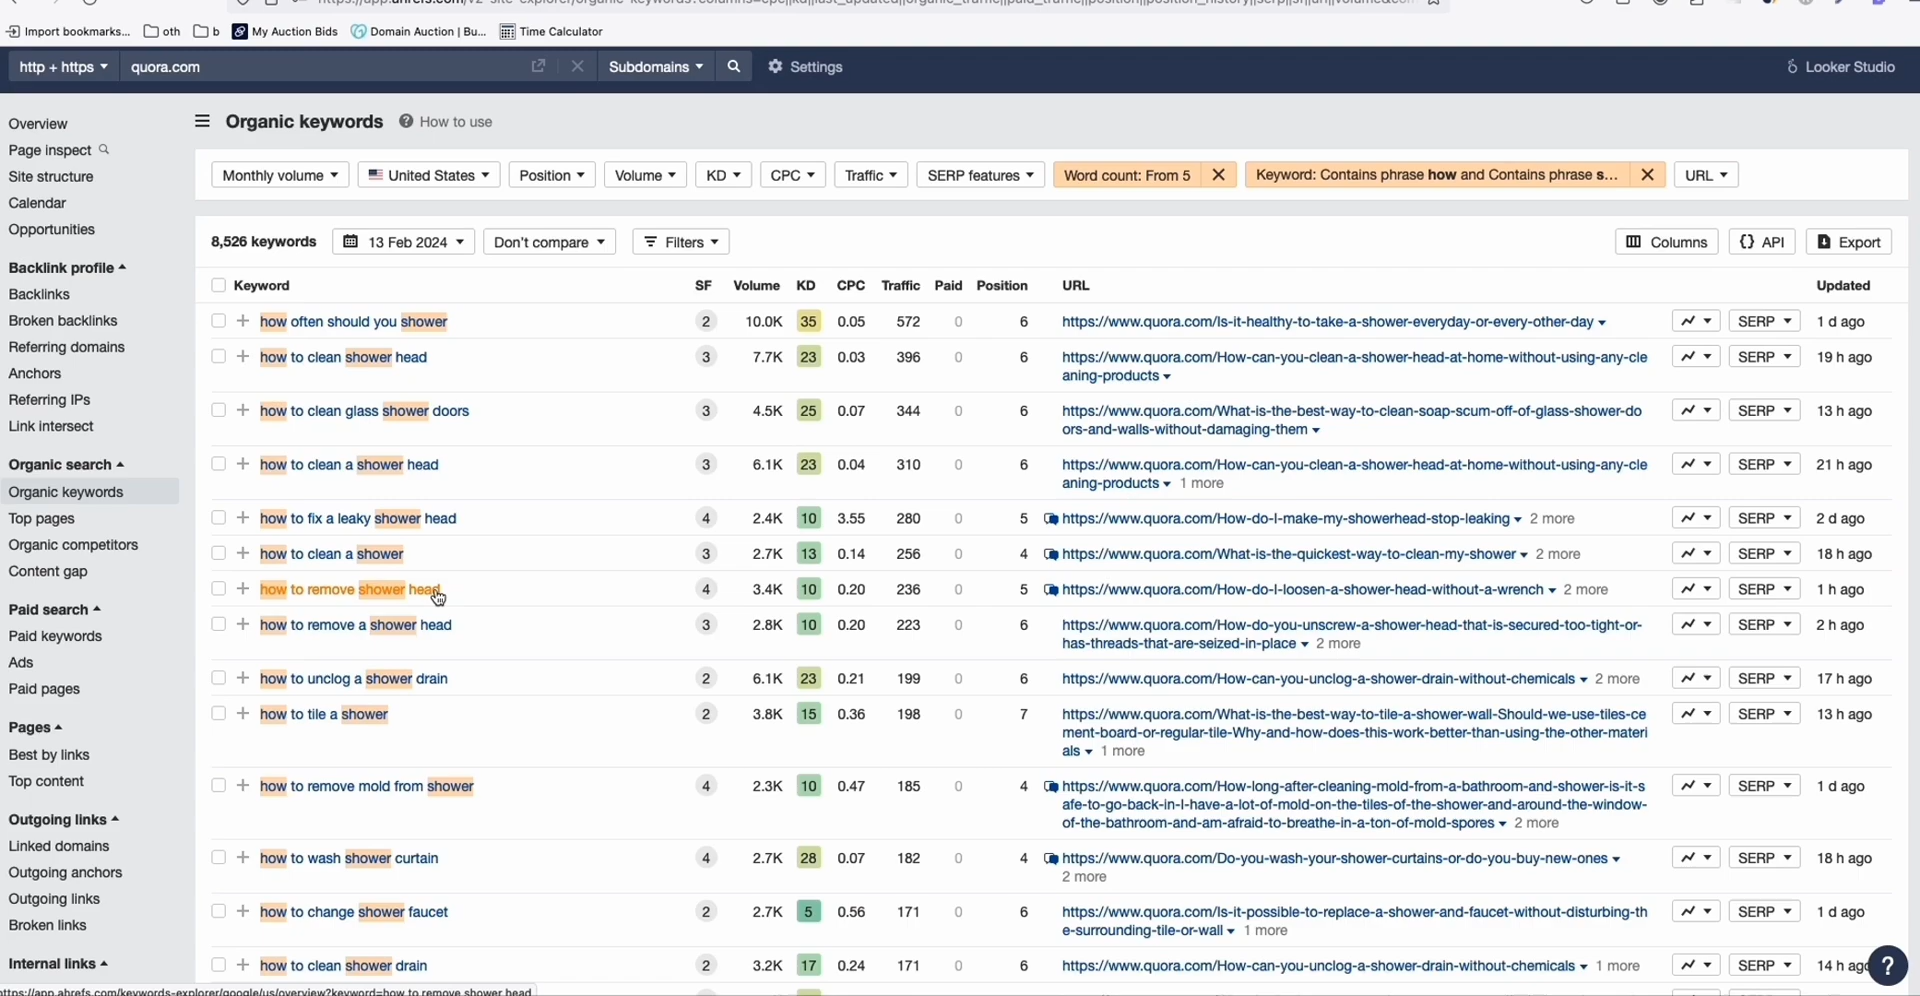 Import bookmarks... oth b My Auction Bids Domain Auction | Bu... Time Calculator
http + https quora.com Subdomains Settings Looker Studio
Overview
Page inspect
Site structure
Calendar
Opportunities
Backlink profile
Backlinks
Broken backlinks
Referring domains
Anchors
Referring IPs
Link intersect
Organic search
Organic keywords
Top pages
Organic competitors
Content gap
Paid search
Paid keywords
Ads
Paid pages
Pages
Best by links
Top content
Outgoing links
Linked domains
Outgoing anchors
Outgoing links
Broken links
Internal links
Organic keywords ? How to use
Monthly volume United States Position Volume KD CPC Traffic SERP features Word count: From 5 Keyword: Contains phrase how and Contains phrase s... URL
8,526 keywords 13 Feb 2024 Don't compare Filters Columns {} API Export
Keyword SF Volume KD CPC Traffic Paid Position URL Updated
how often should you shower 2 10.0K 35 0.05 572 0 6 https://www.quora.com/Is-it-healthy-to-take-a-shower-everyday-or-every-other-day SERP 1 d ago
how to clean shower head 3 7.7K 23 0.03 396 0 6 https://www.quora.com/How-can-you-clean-a-shower-head-at-home-without-using-any-cle SERP 19 h ago
aning-products
how to clean glass shower doors 3 4.5K 25 0.07 344 0 6 https://www.quora.com/What-is-the-best-way-to-clean-soap-scum-off-of-glass-shower-do SERP 13 h ago
ors-and-walls-without-damaging-them
how to clean a shower head 3 6.1K 23 0.04 310 0 6 https://www.quora.com/How-can-you-clean-a-shower-head-at-home-without-using-any-cle SERP 21 h ago
aning-products 1 more
how to fix a leaky shower head 4 2.4K 10 3.55 280 0 5 https://www.quora.com/How-do-I-make-my-showerhead-stop-leaking 2 more SERP 2 d ago
how to clean a shower 3 2.7K 13 0.14 256 0 4 https://www.quora.com/What-is-the-quickest-way-to-clean-my-shower 2 more SERP 18 h ago
how to remove shower head 4 3.4K 10 0.20 236 0 5 https://www.quora.com/How-do-I-loosen-a-shower-head-without-a-wrench 2 more SERP 1 h ago
how to remove a shower head 3 2.8K 10 0.20 223 0 6 https://www.quora.com/How-do-you-unscrew-a-shower-head-that-is-secured-too-tight-or- SERP 2 h ago
has-threads-that-are-seized-in-place 2 more
how to unclog a shower drain 2 6.1K 23 0.21 199 0 6 https://www.quora.com/How-can-you-unclog-a-shower-drain-without-chemicals 2 more SERP 17 h ago
how to tile a shower 2 3.8K 15 0.36 198 0 7 https://www.quora.com/What-is-the-best-way-to-tile-a-shower-wall-Should-we-use-tiles-ce SERP 13 h ago
ment-board-or-regular-tile-Why-and-how-does-this-work-better-than-using-the-other-materi
als 1 more
how to remove mold from shower 4 2.3K 10 0.47 185 0 4 https://www.quora.com/How-long-after-cleaning-mold-from-a-bathroom-and-shower-is-it-s SERP 1 d ago
afe-to-go-back-in-I-have-a-lot-of-mold-on-the-tiles-of-the-shower-and-around-the-window-
of-the-bathroom-and-am-afraid-to-breathe-in-a-ton-of-mold-spores 2 more
how to wash shower curtain 4 2.7K 28 0.07 182 0 4 https://www.quora.com/Do-you-wash-your-shower-curtains-or-do-you-buy-new-ones SERP 18 h ago
2 more
how to change shower faucet 2 2.7K 5 0.56 171 0 6 https://www.quora.com/Is-it-possible-to-replace-a-shower-and-faucet-without-disturbing-th SERP 1 d ago
e-surrounding-tile-or-wall 1 more
how to clean shower drain 2 3.2K 17 0.24 171 0 6 https://www.quora.com/How-can-you-unclog-a-shower-drain-without-chemicals 1 more SERP 14 h ago
?
https://app.ahrefs.com/keywords-explorer/google/us/overview?keyword=how to remove shower head